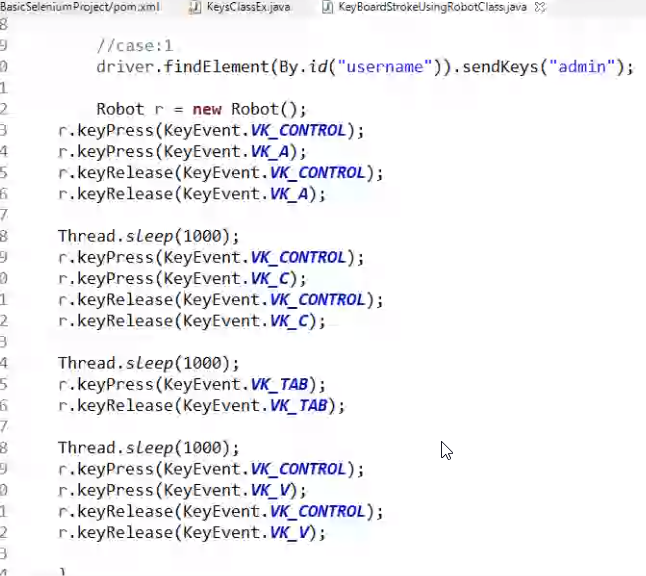 BasicSeleniumProject/pom.xml KeysClassEx.java KeyBoardStrokeUsingRobotClass.java
8
9 //case:1
0 driver.findElement(By.id("username")).sendKeys("admin");
1
2 Robot r = new Robot();
3 r.keyPress(KeyEvent.VK_CONTROL);
4 r.keyPress(KeyEvent.VK_A);
5 r.keyRelease(KeyEvent.VK_CONTROL);
6 r.keyRelease(KeyEvent.VK_A);
7
8 Thread.sleep(1000);
9 r.keyPress(KeyEvent.VK_CONTROL);
0 r.keyPress(KeyEvent.VK_C);
1 r.keyRelease(KeyEvent.VK_CONTROL);
2 r.keyRelease(KeyEvent.VK_C);
3
4 Thread.sleep(1000);
5 r.keyPress(KeyEvent.VK_TAB);
6 r.keyRelease(KeyEvent.VK_TAB);
7
8 Thread.sleep(1000);
9 r.keyPress(KeyEvent.VK_CONTROL);
0 r.keyPress(KeyEvent.VK_V);
1 r.keyRelease(KeyEvent.VK_CONTROL);
2 r.keyRelease(KeyEvent.VK_V);
3
4 }